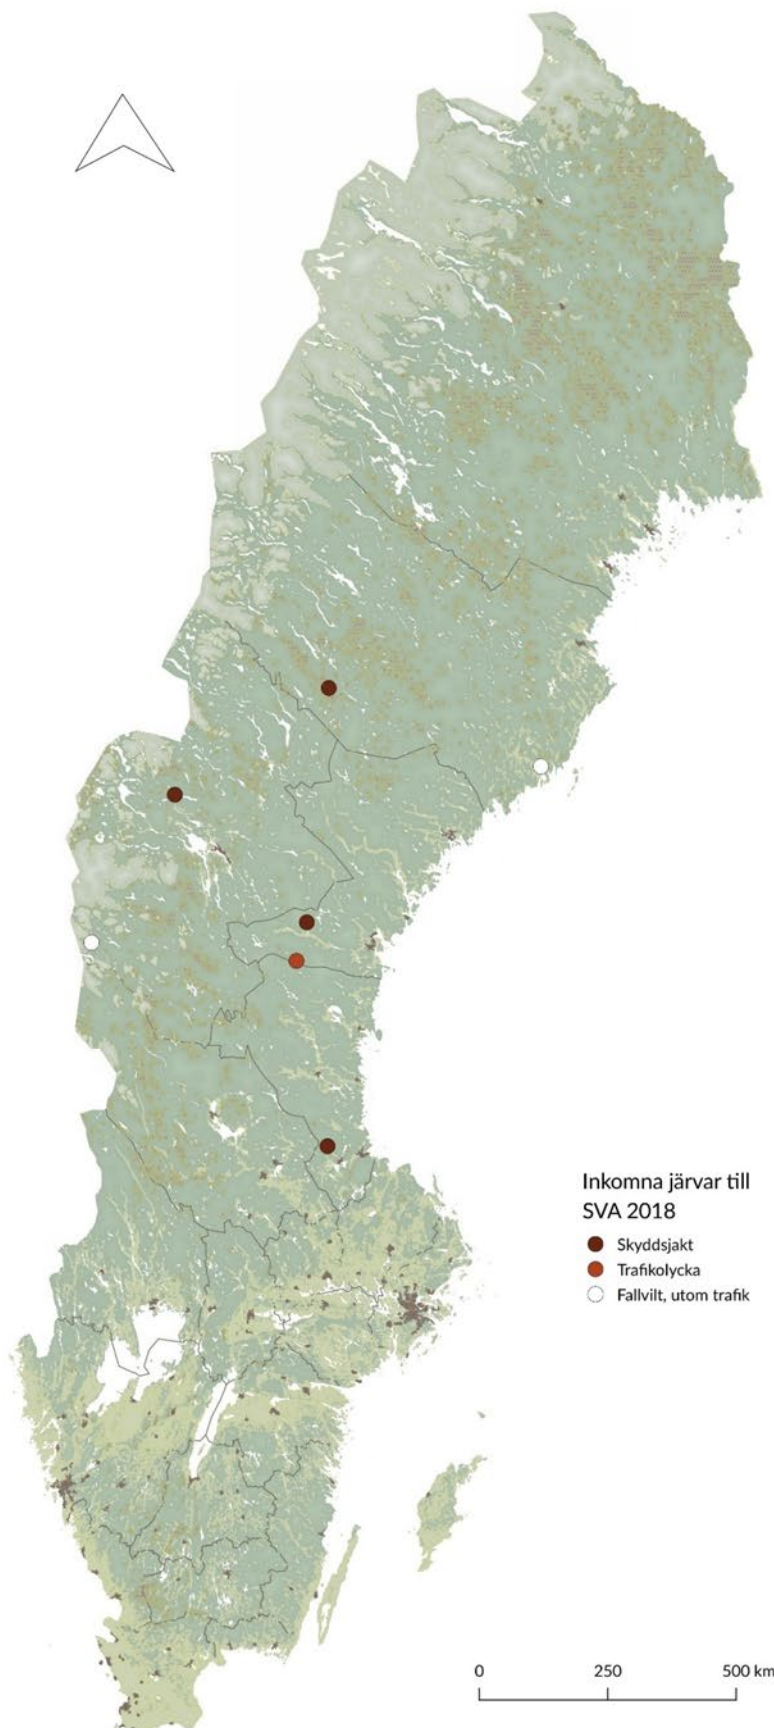 Inkomna järvar till
SVA 2018
Skyddsjakt
Trafikolycka
Fallvilt, utom trafik
0 250 500 km